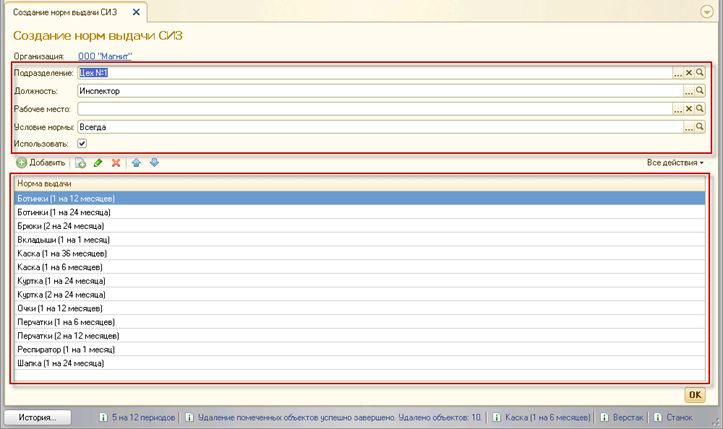 Создание норм выдачи СИЗ
Создание норм выдачи СИЗ
Организация: ООО "Магнит"
Подразделение: Цех №1
Должность: Инспектор
Рабочее место:
Условие нормы: Всегда
Использовать:
Добавить Все действия
Норма выдачи
Ботинки (1 на 12 месяцев)
Ботинки (1 на 24 месяца)
Брюки (2 на 24 месяца)
Вкладыши (1 на 1 месяц)
Каска (1 на 36 месяцев)
Каска (1 на 6 месяцев)
Куртка (1 на 24 месяца)
Куртка (2 на 24 месяца)
Очки (1 на 12 месяцев)
Перчатки (1 на 6 месяцев)
Перчатки (2 на 12 месяцев)
Респиратор (1 на 1 месяц)
Шапка (1 на 24 месяца)
OK
История... 5 на 12 периодов Удаление помеченных объектов успешно завершено. Удалено объектов: 10. Каска (1 на 6 месяцев) Верстак Станок